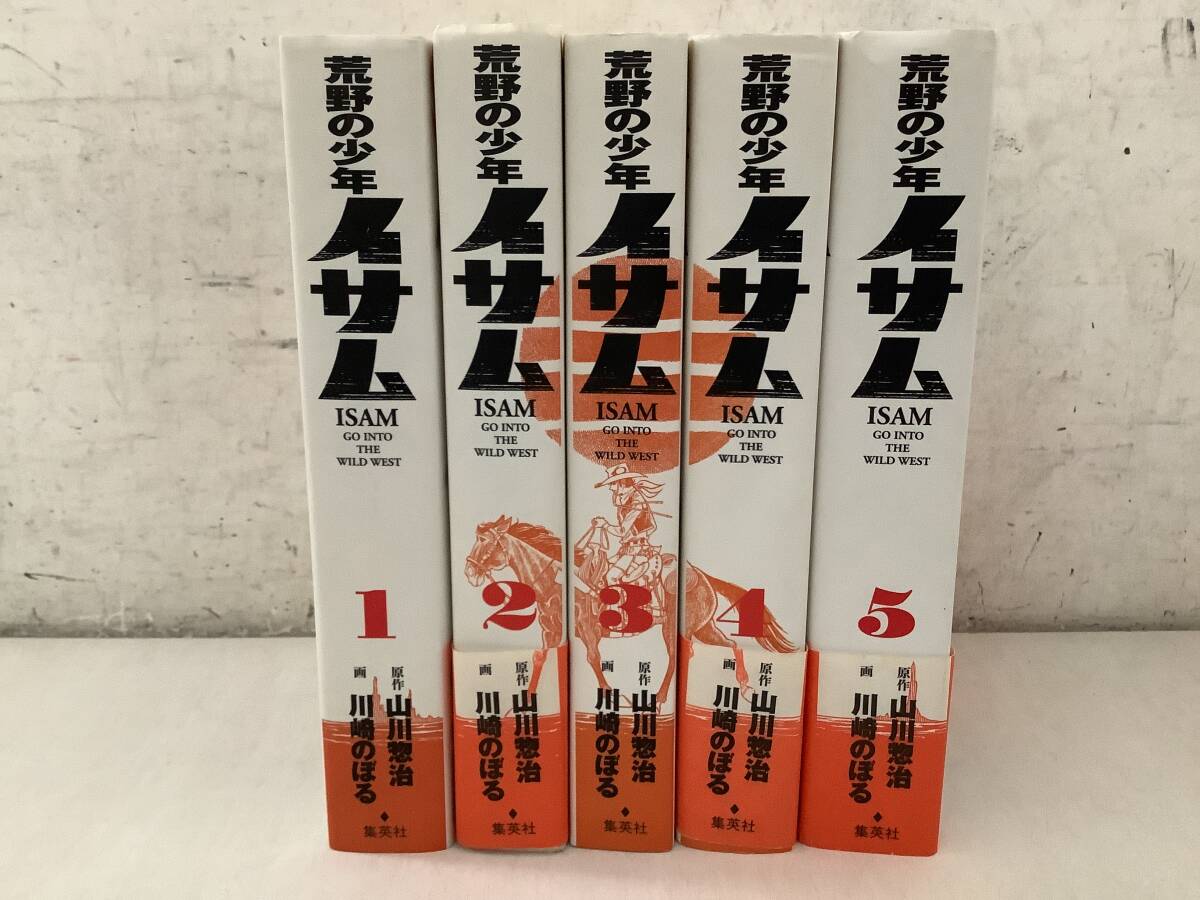 荒野の少年
イサム
ISAM
GO INTO
THE
WILD WEST
1
原作 山川惣治
画 川崎のぼる
集英社
荒野の少年
イサム
ISAM
GO INTO
THE
WILD WEST
2
原作 山川惣治
画 川崎のぼる
集英社
荒野の少年
イサム
ISAM
GO INTO
THE
WILD WEST
3
原作 山川惣治
画 川崎のぼる
集英社
荒野の少年
イサム
ISAM
GO INTO
THE
WILD WEST
4
原作 山川惣治
画 川崎のぼる
集英社
荒野の少年
イサム
ISAM
GO INTO
THE
WILD WEST
5
原作 山川惣治
画 川崎のぼる
集英社